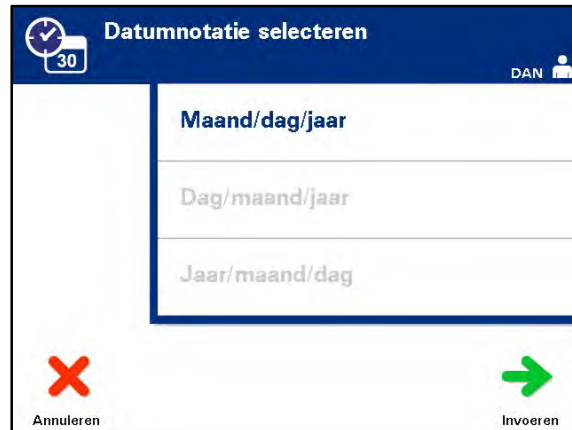 Datumnotatie selecteren
30
DAN
Maand/dag/jaar
Dag/maand/jaar
Jaar/maand/dag
Annuleren
Invoeren